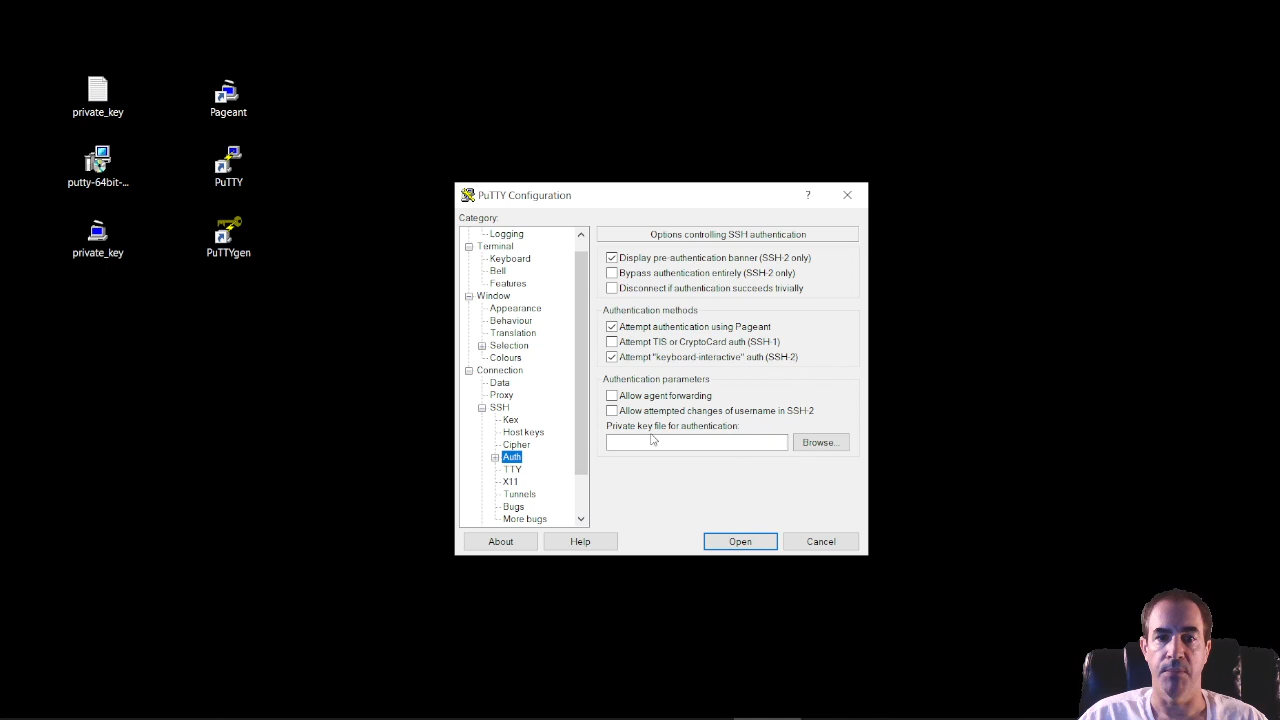 private_key
Pageant
putty-64bit-...
PuTTY
private_key
PuTTYgen
PuTTY Configuration
?
Category:
Logging
Terminal
Keyboard
Bell
Features
Window
Appearance
Behaviour
Translation
Selection
Colours
Connection
Data
Proxy
SSH
Kex
Host keys
Cipher
Auth
TTY
X11
Tunnels
Bugs
More bugs
Options controlling SSH authentication
Display pre-authentication banner (SSH-2 only)
Bypass authentication entirely (SSH-2 only)
Disconnect if authentication succeeds trivially
Authentication methods
Attempt authentication using Pageant
Attempt TIS or CryptoCard auth (SSH-1)
Attempt "keyboard-interactive" auth (SSH-2)
Authentication parameters
Allow agent forwarding
Allow attempted changes of username in SSH-2
Private key file for authentication:
Browse...
About
Help
Open
Cancel